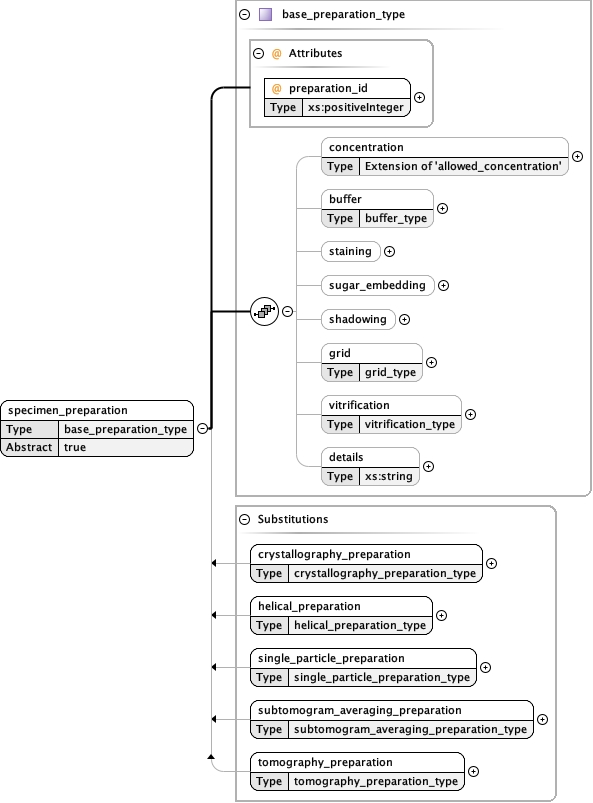 base_preparation_type
@ Attributes
@ preparation_id
Type xs:positiveInteger
concentration
Type Extension of 'allowed_concentration'
buffer
Type buffer_type
staining
sugar_embedding
shadowing
grid
Type grid_type
vitrification
Type vitrification_type
details
Type xs:string
specimen_preparation
Type base_preparation_type
Abstract true
Substitutions
crystallography_preparation
Type crystallography_preparation_type
helical_preparation
Type helical_preparation_type
single_particle_preparation
Type single_particle_preparation_type
subtomogram_averaging_preparation
Type subtomogram_averaging_preparation_type
tomography_preparation
Type tomography_preparation_type